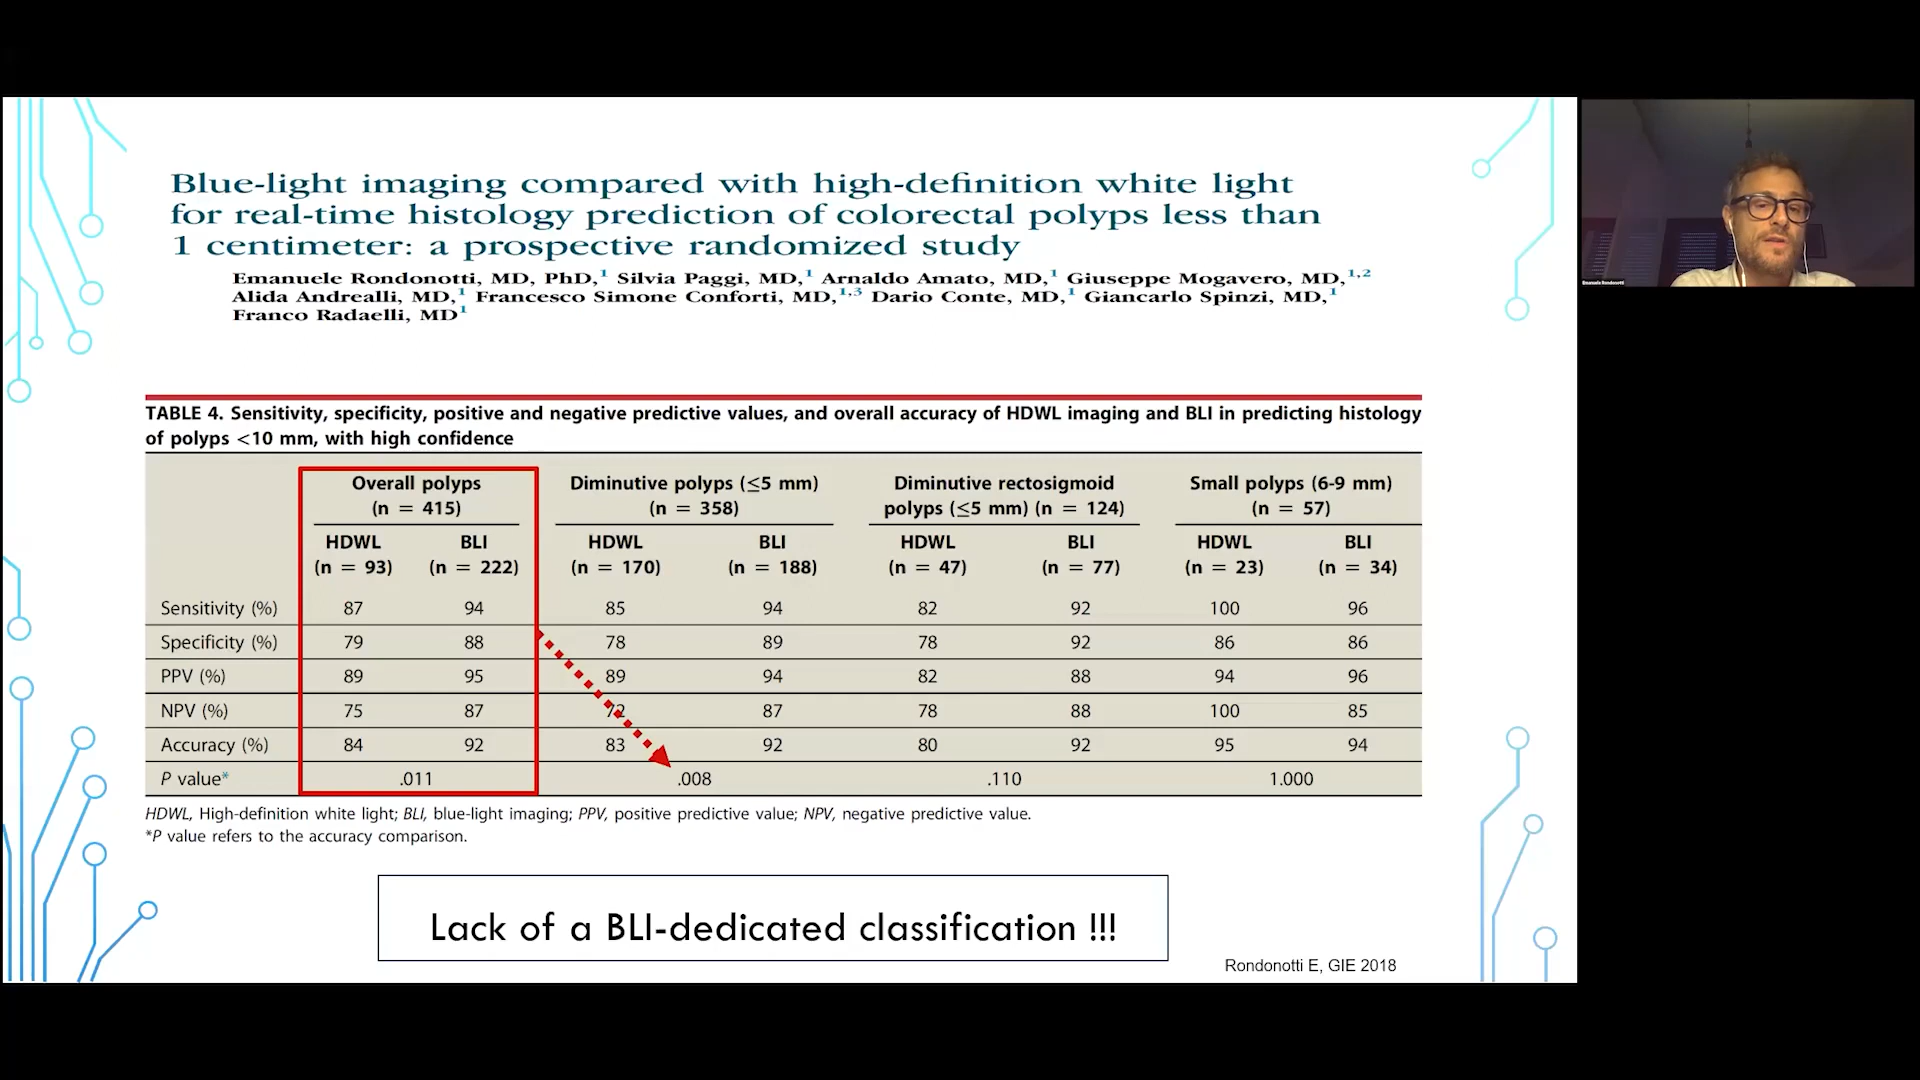 Blue-light imaging compared with high-definition white light
for real-time histology prediction of colorectal polyps less than
1 centimeter: a prospective randomized study
Emanuele Rondonotti, MD, PhD,1 Silvia Paggi, MD,1 Arnaldo Amato, MD,1 Giuseppe Mogavero, MD,1,2
Alida Andrealli, MD,1 Francesco Simone Conforti, MD,1,3 Dario Conte, MD,1 Giancarlo Spinzi, MD,1
Franco Radaelli, MD1
Emanuele Rondonotti
TABLE 4. Sensitivity, specificity, positive and negative predictive values, and overall accuracy of HDWL imaging and BLI in predicting histology
of polyps <10 mm, with high confidence
Overall polyps Diminutive polyps (≤5 mm) Diminutive rectosigmoid Small polyps (6-9 mm)
(n = 415) (n = 358) polyps (≤5 mm) (n = 124) (n = 57)
HDWL BLI HDWL BLI HDWL BLI HDWL BLI
(n = 93) (n = 222) (n = 170) (n = 188) (n = 47) (n = 77) (n = 23) (n = 34)
Sensitivity (%) 87 94 85 94 82 92 100 96
Specificity (%) 79 88 78 89 78 92 86 86
PPV (%) 89 95 89 94 82 88 94 96
NPV (%) 75 87 72 87 78 88 100 85
Accuracy (%) 84 92 83 92 80 92 95 94
P value* .011 .008 .110 1.000
HDWL, High-definition white light; BLI, blue-light imaging; PPV, positive predictive value; NPV, negative predictive value.
*P value refers to the accuracy comparison.
Lack of a BLI-dedicated classification !!!
Rondonotti E, GIE 2018